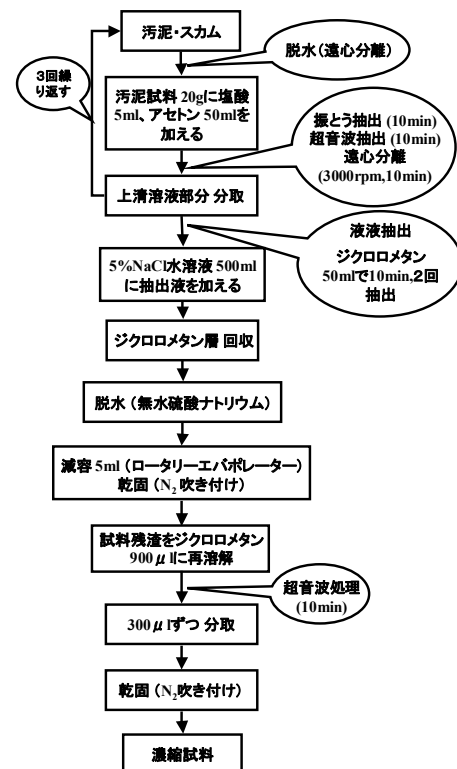 汚泥・スカム
脱水(遠心分離)
3回繰
り返す
汚泥試料 20gに塩酸
5ml、アセトン 50mlを
加える
振とう抽出 (10min)
超音波抽出 (10min)
遠心分離
(3000rpm,10min)
上清溶液部分 分取
液液抽出
ジクロロメタン
50mlで10min,2回
抽出
5%NaCl水溶液 500ml
に抽出液を加える
ジクロロメタン層 回収
脱水 (無水硫酸ナトリウム)
減容 5ml (ロータリーエバポレーター)
乾固 (N2 吹き付け)
試料残渣をジクロロメタン
900μlに再溶解
超音波処理
(10min)
300μlずつ 分取
乾固 (N2吹き付け)
濃縮試料